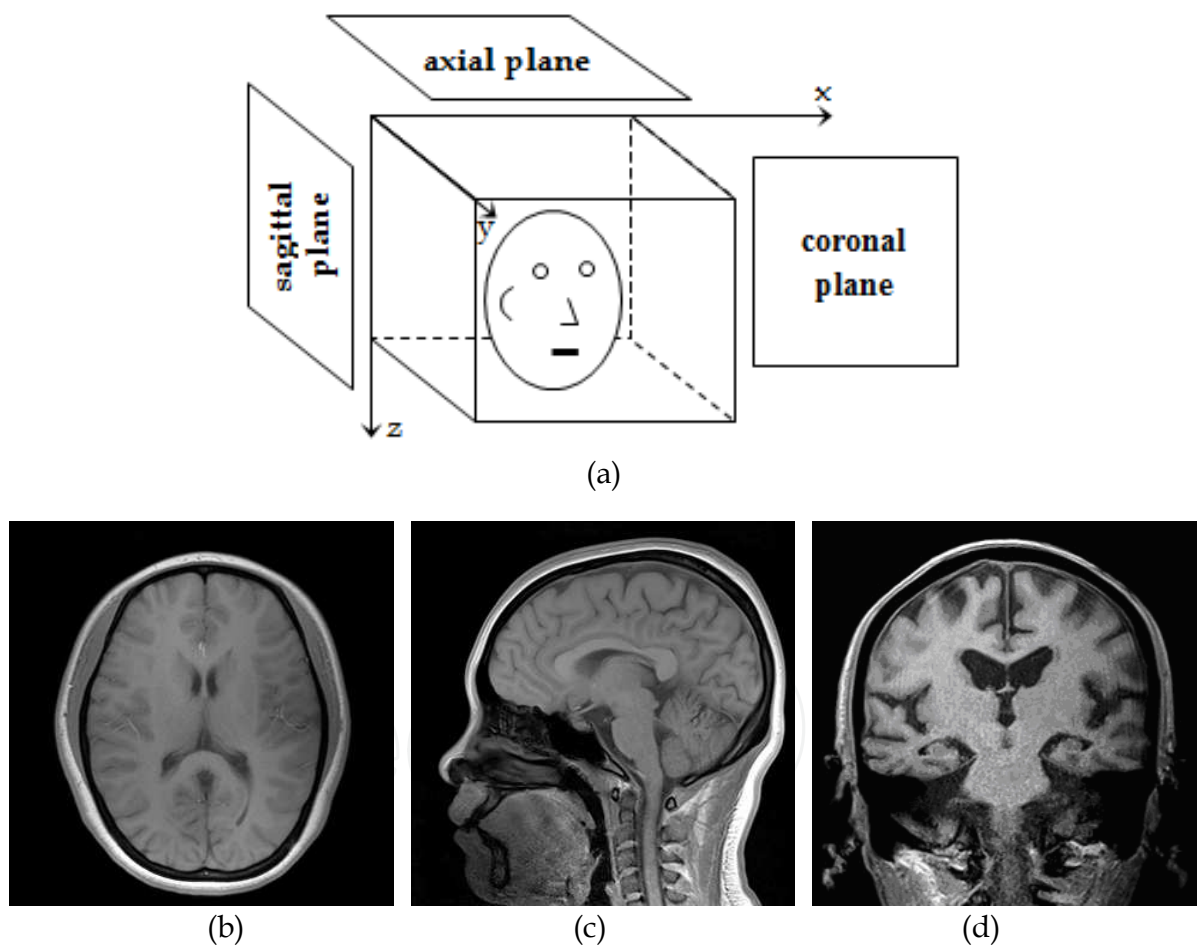 axial plane
x
sagittal
plane
y
coronal
plane
z
(a)
(b) (c) (d)